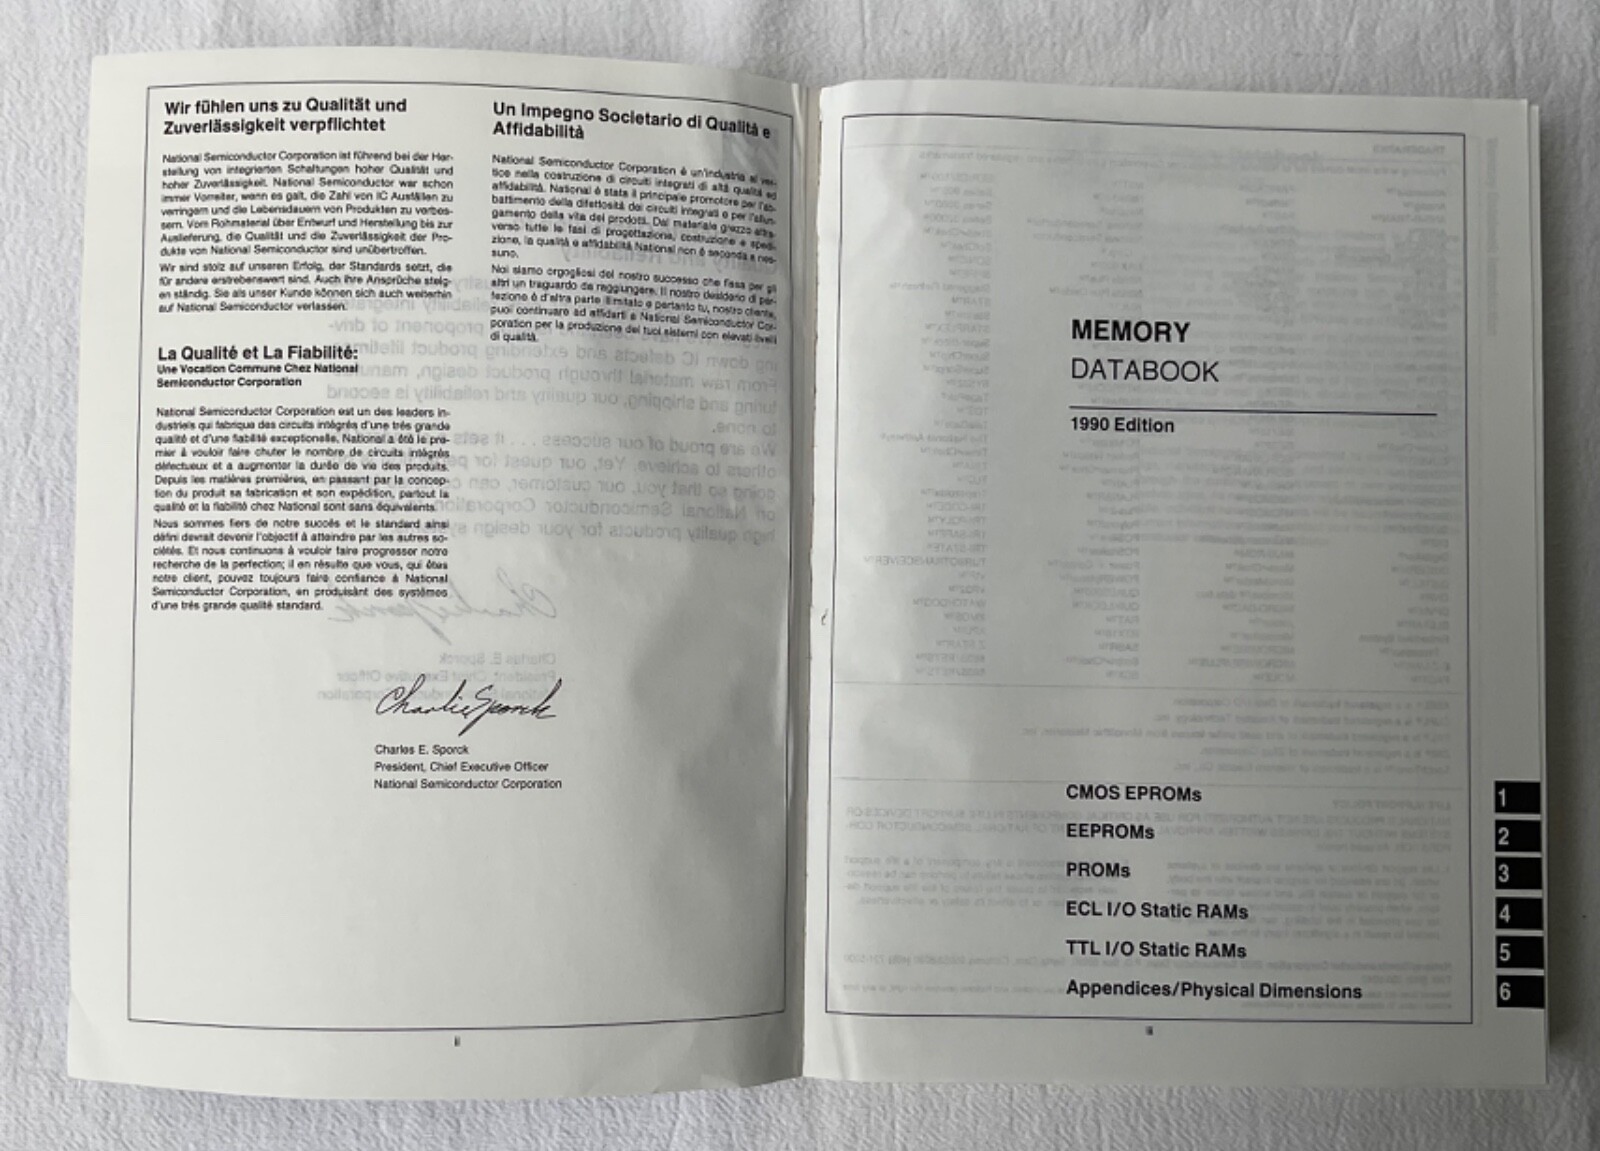 Wir fühlen uns zu Qualität und
Zuverlässigkeit verpflichtet
National Semiconductor Corporation ist führend bei der Her-
stellung von integrierten Schaltungen hoher Qualität und
hoher Zuverlässigkeit. National Semiconductor war schon
immer Vorreiter, wenn es galt, die Zahl von IC Ausfällen zu
verringern und die Lebensdauern von Produkten zu verbes-
sern. Vom Rohmaterial über Entwurf und Herstellung bis zur
Auslieferung, die Qualität und die Zuverlässigkeit der Pro-
dukte von National Semiconductor sind unübertroffen.
Wir sind stolz auf unseren Erfolg, der Standards setzt, die
für andere erstrebenswert sind. Auch ihre Ansprüche steig-
en ständig. Sie als unser Kunde können sich auch weiterhin
auf National Semiconductor verlassen.
La Qualité et La Fiabilité:
Une Vocation Commune Chez National
Semiconductor Corporation
National Semiconductor Corporation est un des leaders in-
dustriels qui fabrique des circuits intégrés d'une très grande
qualité et d'une fiabilité exceptionelle. National a été le pre-
mier à vouloir faire chuter le nombre de circuits intégrés
défectueux et a augmenter la durée de vie des produits.
Depuis les matières premières, en passant par la concep-
tion du produit sa fabrication et son expédition, partout la
qualité et la fiabilité chez National sont sans équivalents.
Nous sommes fiers de notre succès et le standard ainsi
défini devrait devenir l'objectif à atteindre par les autres so-
ciétés. Et nous continuons à vouloir faire progresser notre
recherche de la perfection; il en résulte que vous, qui êtes
notre client, pouvez toujours faire confiance à National
Semiconductor Corporation, en produisant des systèmes
d'une très grande qualité standard.
Un Impegno Societario di Qualità e
Affidabilità
National Semiconductor Corporation è un'industria al ver-
tice nella costruzione di circuiti integrati di altà qualità ed
affidabilità. National è stata il principale promotore per l'ab-
battimento della difettosità dei circuiti integrati e per l'allun-
gamento della vita dei prodotti. Dal materiale grezzo attra-
verso tutte le fasi di progettazione, costruzione e spedi-
zione, la qualità e affidabilità National non è seconda a nes-
suno.
Noi siamo orgogliosi del nostro successo che fissa per gli
altri un traguardo da raggiungere. Il nostro desiderio di per-
fezione è d'altra parte illimitato e pertanto tu, nostro cliente,
puoi continuare ad affidarti a National Semiconductor Cor-
poration per la produzione dei tuoi sistemi con elevati livelli
di qualità.
Charlie Sporck
Charles E. Sporck
President, Chief Executive Officer
National Semiconductor Corporation
ii
MEMORY
DATABOOK
1990 Edition
CMOS EPROMs 1
EEPROMs 2
PROMs 3
ECL I/O Static RAMs 4
TTL I/O Static RAMs 5
Appendices/Physical Dimensions 6
iii